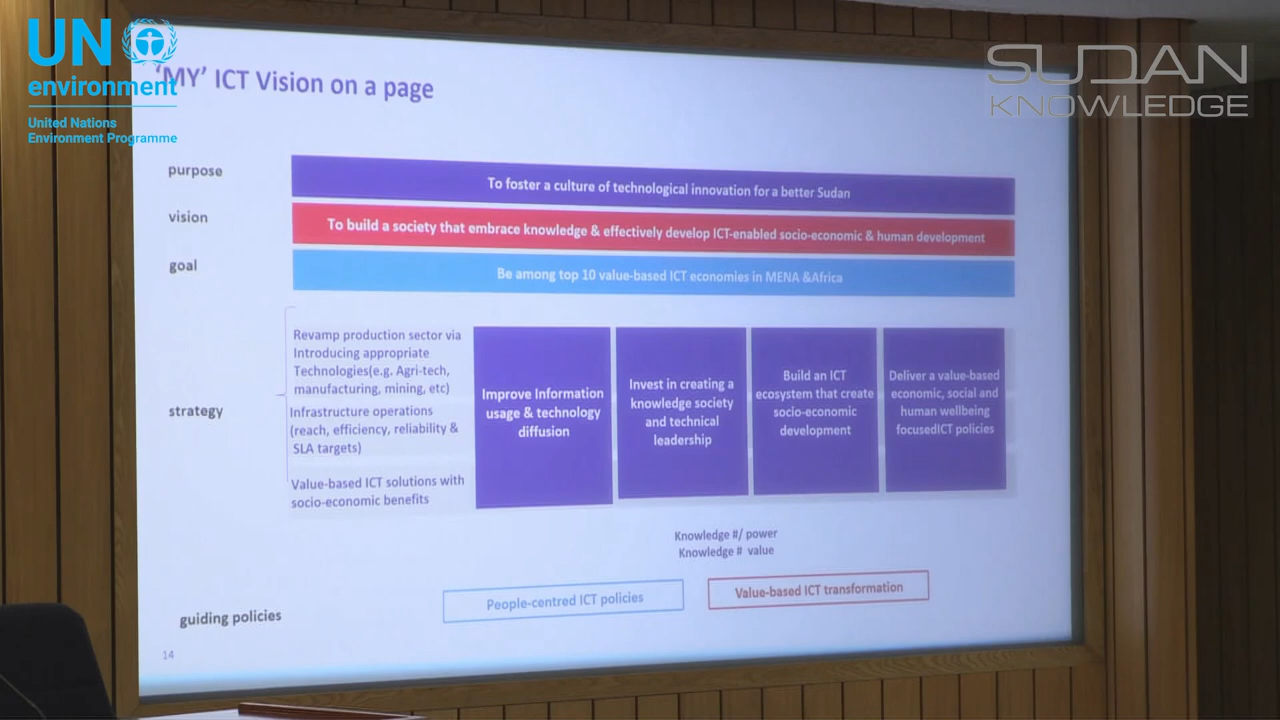 UN
environment
United Nations
Environment Programme
SUDAN
KNOWLEDGE
'MY' ICT Vision on a page
purpose
To foster a culture of technological innovation for a better Sudan
vision
To build a society that embrace knowledge & effectively develop ICT-enabled socio-economic & human development
goal
Be among top 10 value-based ICT economies in MENA &Africa
strategy
Revamp production sector via
Introducing appropriate
Technologies(e.g. Agri-tech,
manufacturing, mining, etc)
Infrastructure operations
(reach, efficiency, reliability &
SLA targets)
Value-based ICT solutions with
socio-economic benefits
Improve Information
usage & technology
diffusion
Invest in creating a
knowledge society
and technical
leadership
Build an ICT
ecosystem that create
socio-economic
development
Deliver a value-based
economic, social and
human wellbeing
focusedICT policies
Knowledge #/ power
Knowledge # value
guiding policies
People-centred ICT policies
Value-based ICT transformation
14